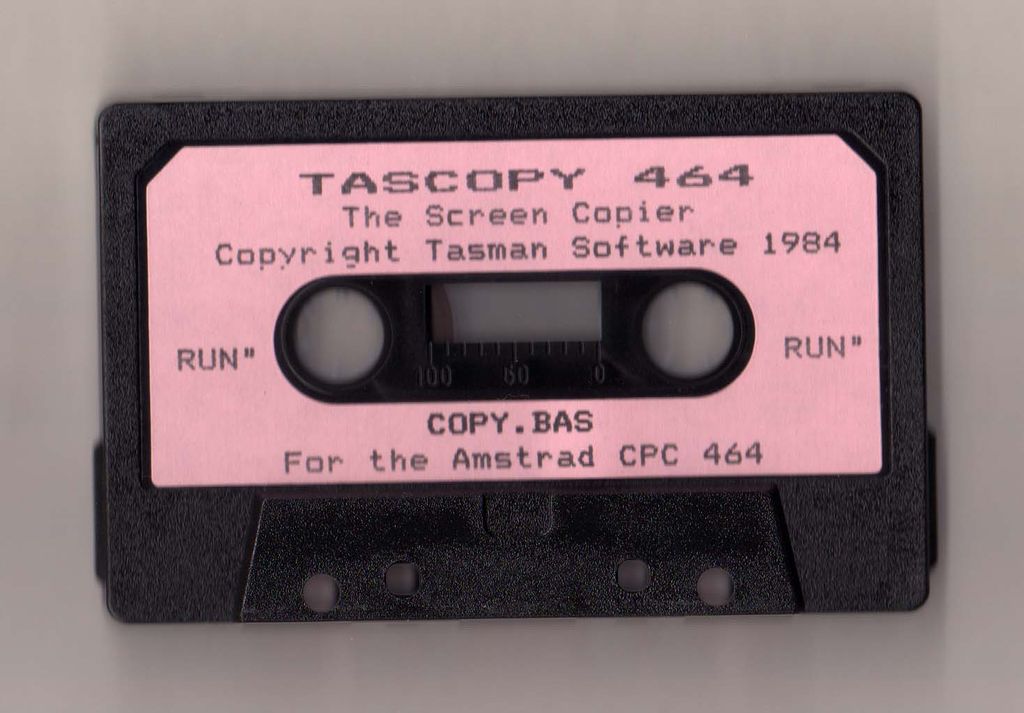 TASCOPY 464
The Screen Copier
Copyright Tasman Software 1984
RUN" RUN"
100 50 0
COPY.BAS
For the Amstrad CPC 464